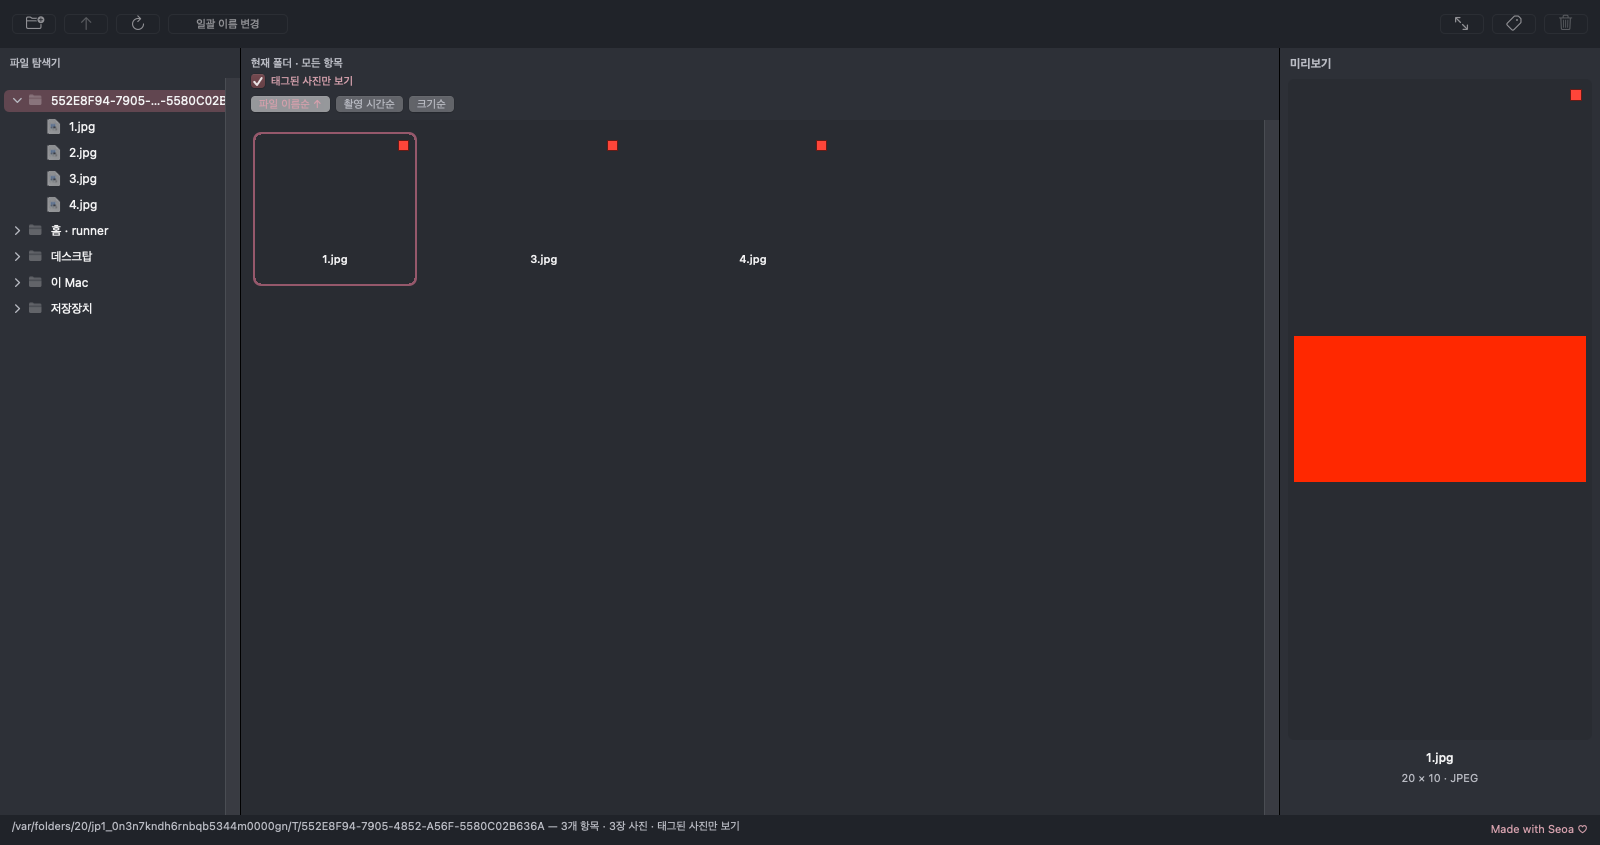 일괄 이름 변경
파일 탐색기
552E8F94-7905-...-5580C02B
1.jpg
2.jpg
3.jpg
4.jpg
홈 · runner
데스크탑
이 Mac
저장장치
현재 폴더 · 모든 항목
태그된 사진만 보기
파일 이름순 ↑ 촬영 시간순 크기순
1.jpg 3.jpg 4.jpg
미리보기
1.jpg
20 × 10 · JPEG
/var/folders/20/jp1_0n3n7kndh6rnbqb5344m0000gn/T/552E8F94-7905-4852-A56F-5580C02B636A — 3개 항목 · 3장 사진 · 태그된 사진만 보기
Made with Seoa ♡